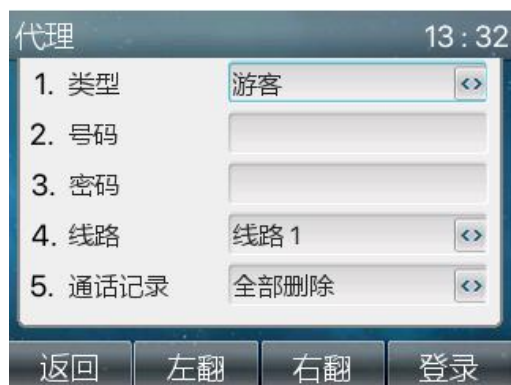 代理 13:32
1. 类型 游客
2. 号码
3. 密码
4. 线路 线路1
5. 通话记录 全部删除
返回 左翻 右翻 登录